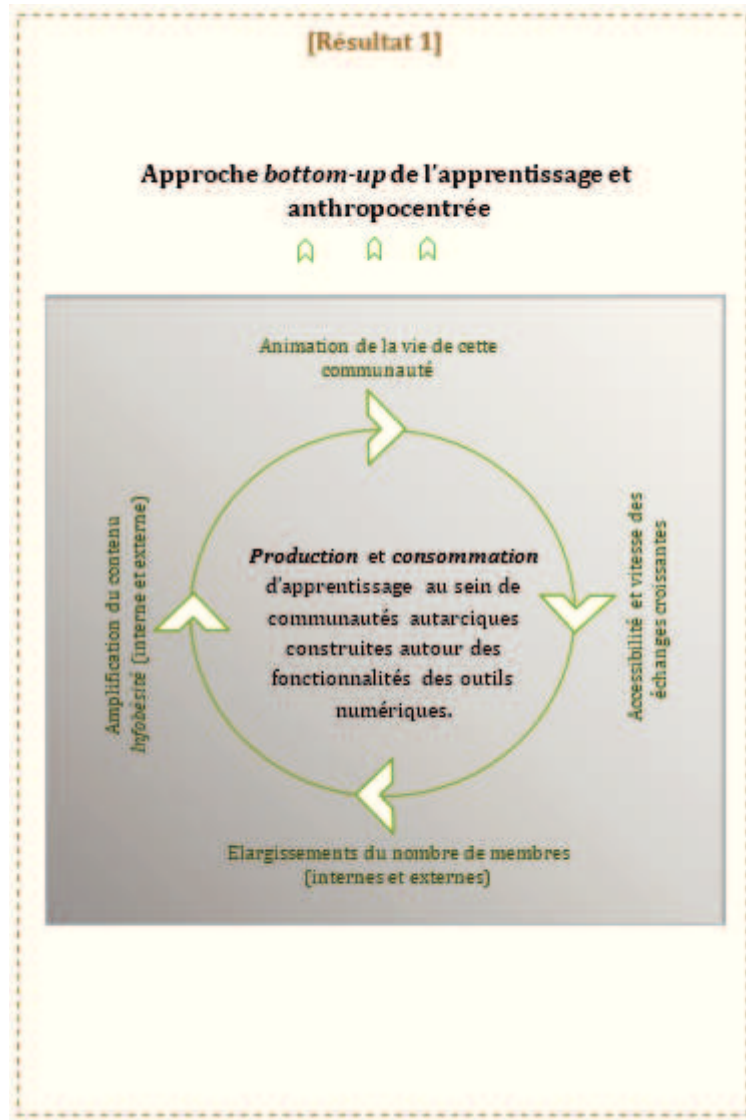 [Résultat 1]
Approche bottom-up de l'apprentissage et
anthropocentrée
Animation de la vie de cette
communauté
Amplification du contenu
Infobésité (interne et externe)
Production et consommation
d'apprentissage au sein de
communautés autarciques
construites autour des
fonctionnalités des outils
numériques.
Accessibilité et vitesse des
échanges croissantes
Elargissements du nombre de membres
(internes et externes)